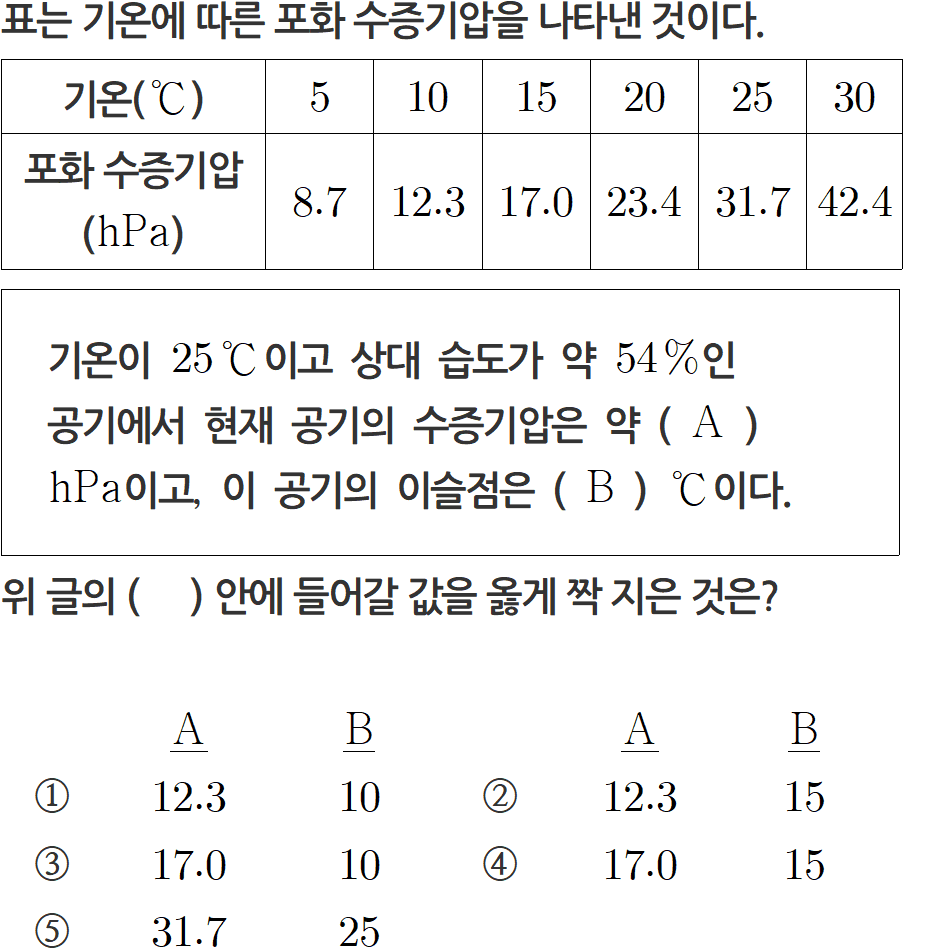 표는 기온에 따른 포화 수증기압을 나타낸 것이다.
기온(℃) 5 10 15 20 25 30
포화 수증기압
(hPa) 8.7 12.3 17.0 23.4 31.7 42.4
기온이 25℃이고 상대 습도가 약 54%인
공기에서 현재 공기의 수증기압은 약 ( A )
hPa이고, 이 공기의 이슬점은 ( B ) ℃이다.
위 글의 ( ) 안에 들어갈 값을 옳게 짝 지은 것은?
A B A B
① 12.3 10 ② 12.3 15
③ 17.0 10 ④ 17.0 15
⑤ 31.7 25